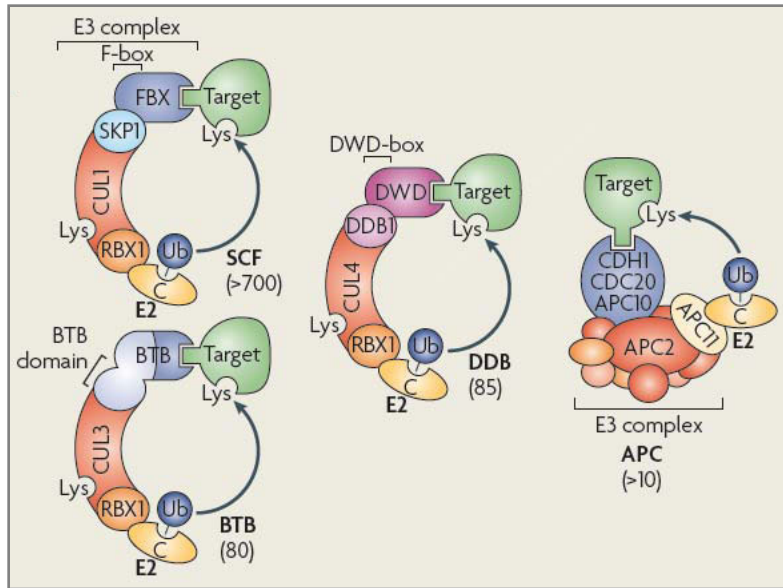 E3 complex
F-box
FBX
Target
SKP1
Lys
CUL1
Lys
RBX1
Ub
C
E2
SCF
(>700)
BTB
domain
BTB
Target
Lys
CUL3
Lys
RBX1
Ub
C
E2
BTB
(80)
DWD-box
DWD
Target
DDB1
Lys
CUL4
Lys
RBX1
Ub
C
E2
DDB
(85)
Target
Lys
CDH1
CDC20
APC10
Ub
C
E2
APC11
APC2
E3 complex
APC
(>10)